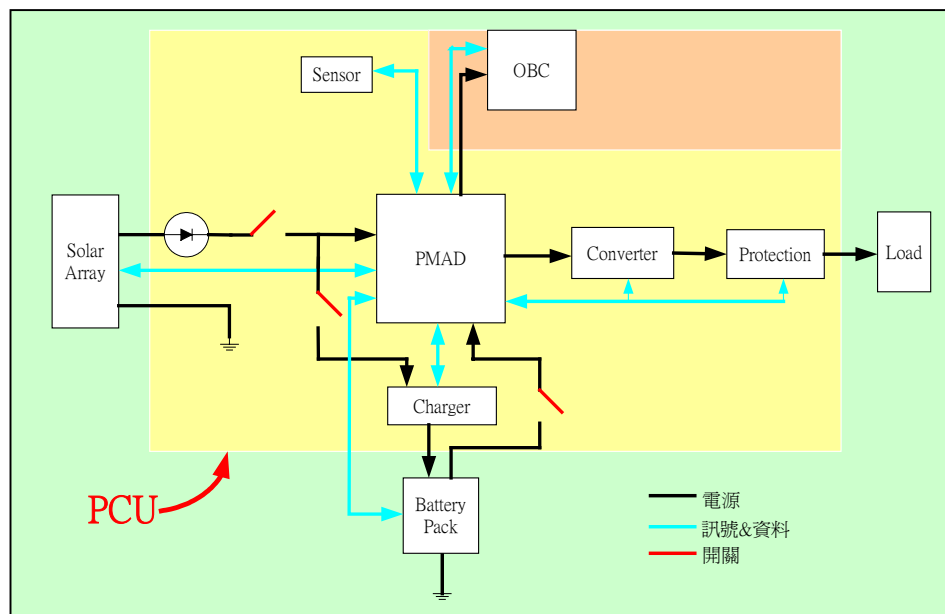 OBC
Sensor
Solar
Array
PMAD
Converter
Protection
Load
Charger
Battery
Pack
PCU
電源
訊號&資料
開關